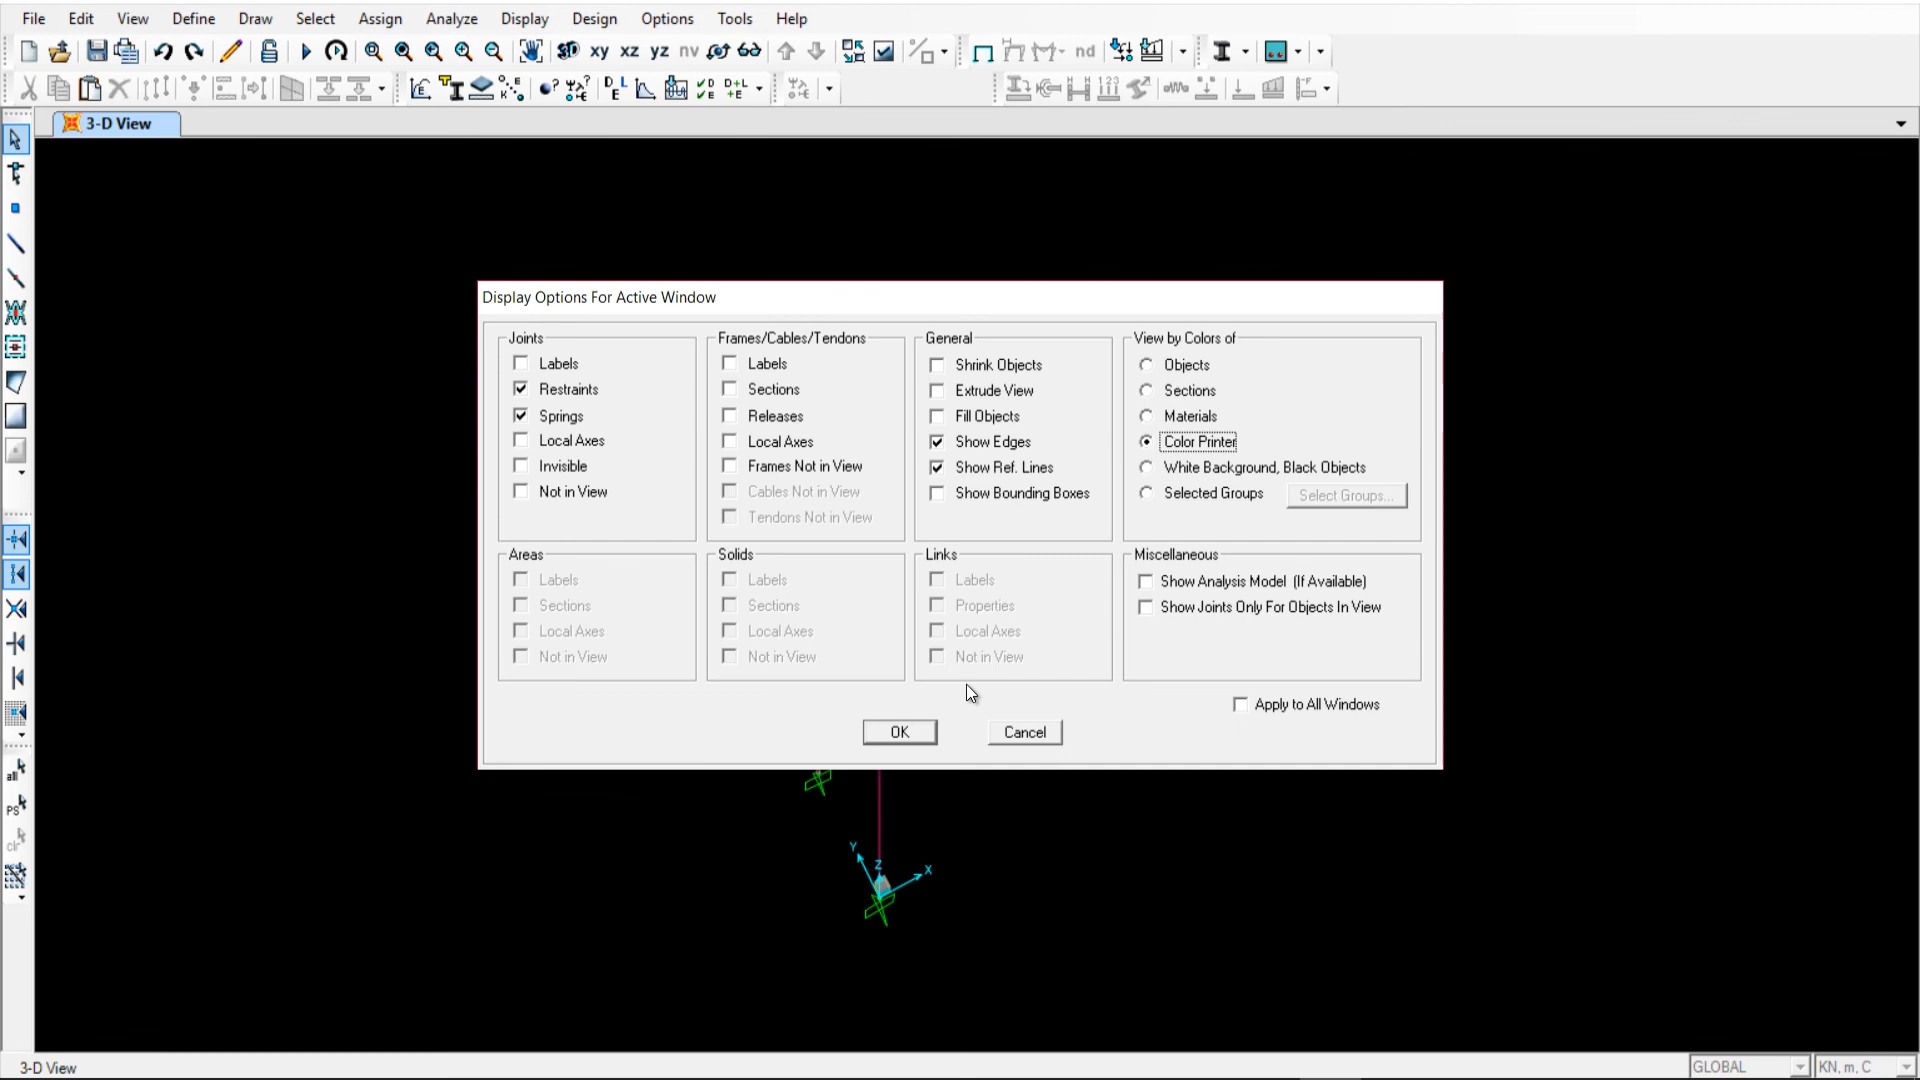 File Edit View Define Draw Select Assign Analyze Display Design Options Tools Help
3D xy xz yz nv nd
3-D View
Display Options For Active Window
Joints
Labels
Restraints
Springs
Local Axes
Invisible
Not in View
Frames/Cables/Tendons
Labels
Sections
Releases
Local Axes
Frames Not in View
Cables Not in View
Tendons Not in View
General
Shrink Objects
Extrude View
Fill Objects
Show Edges
Show Ref. Lines
Show Bounding Boxes
View by Colors of
Objects
Sections
Materials
Color Printer
White Background, Black Objects
Selected Groups
Select Groups...
Areas
Labels
Sections
Local Axes
Not in View
Solids
Labels
Sections
Local Axes
Not in View
Links
Labels
Properties
Local Axes
Not in View
Miscellaneous
Show Analysis Model (If Available)
Show Joints Only For Objects In View
Apply to All Windows
OK
Cancel
all
PS
clr
Y
Z
X
3-D View
GLOBAL
KN, m, C